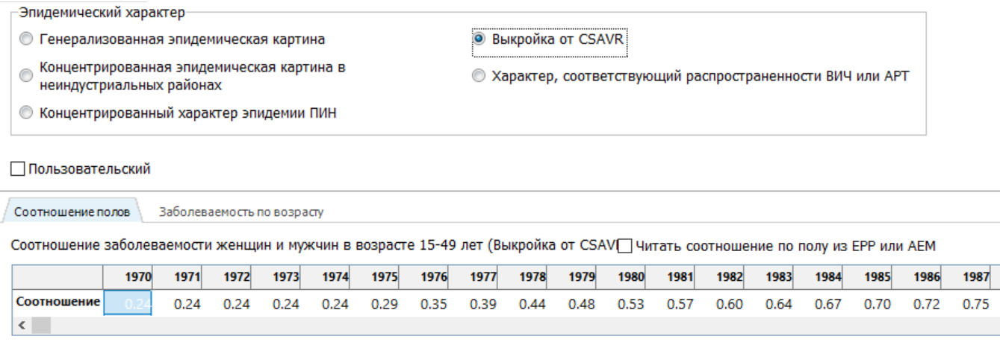 Эпидемический характер
Генерализованная эпидемическая картина
Выкройка от CSAVR
Концентрированная эпидемическая картина в
неиндустриальных районах
Характер, соответствующий распространенности ВИЧ или АРТ
Концентрированный характер эпидемии ПИН
Пользовательский
Соотношение полов Заболеваемость по возрасту
Соотношение заболеваемости женщин и мужчин в возрасте 15-49 лет (Выкройка от CSAVI Читать соотношение по полу из EPP или AEM
1970 1971 1972 1973 1974 1975 1976 1977 1978 1979 1980 1981 1982 1983 1984 1985 1986 1987
Соотношение 0.24 0.24 0.24 0.24 0.24 0.29 0.35 0.39 0.44 0.48 0.53 0.57 0.60 0.64 0.67 0.70 0.72 0.75